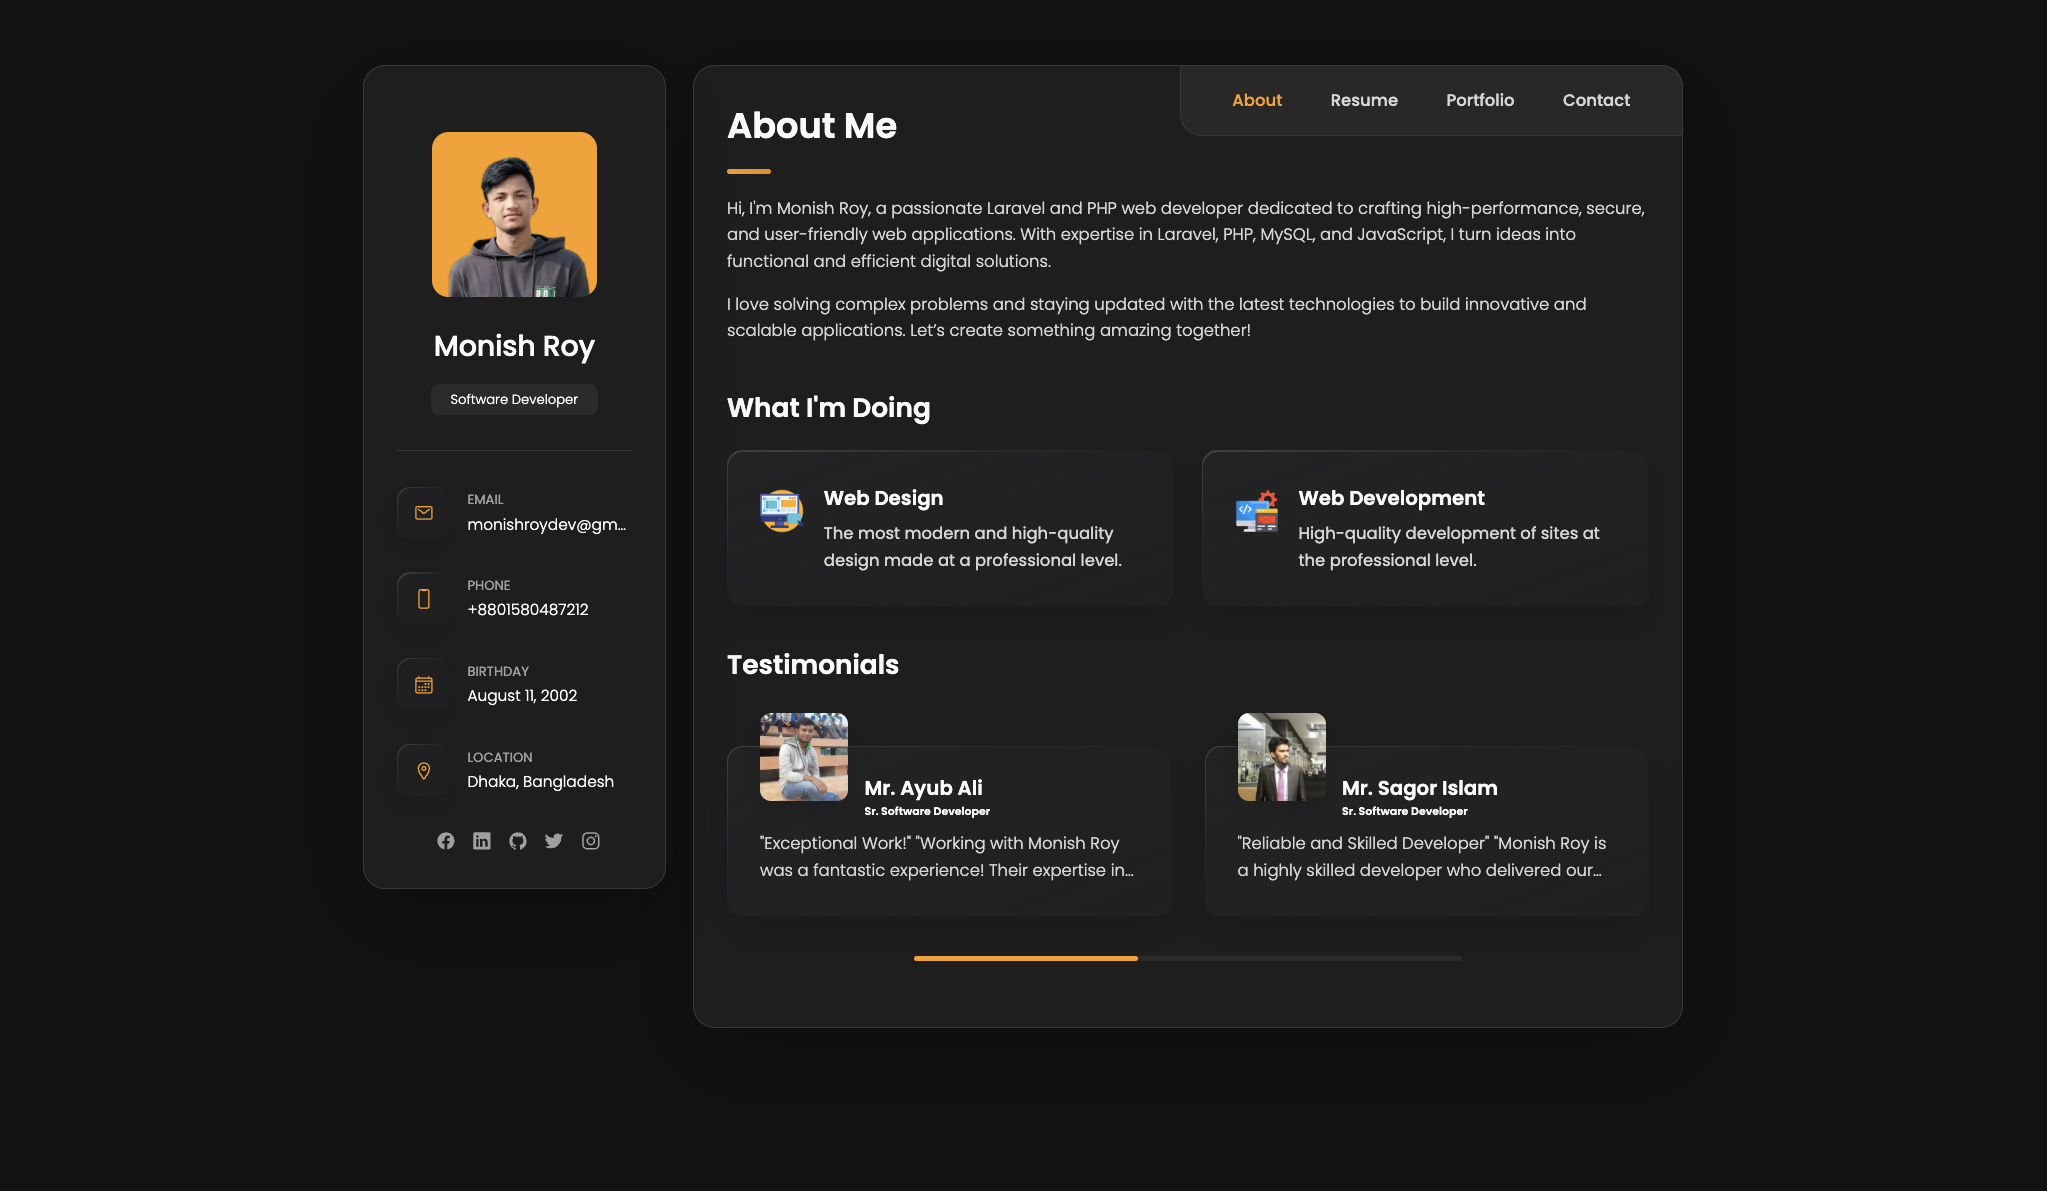 Monish Roy
Software Developer
EMAIL
monishroydev@gm...
PHONE
+8801580487212
BIRTHDAY
August 11, 2002
LOCATION
Dhaka, Bangladesh
About
Resume
Portfolio
Contact
About Me
Hi, I'm Monish Roy, a passionate Laravel and PHP web developer dedicated to crafting high-performance, secure,
and user-friendly web applications. With expertise in Laravel, PHP, MySQL, and JavaScript, I turn ideas into
functional and efficient digital solutions.
I love solving complex problems and staying updated with the latest technologies to build innovative and
scalable applications. Let’s create something amazing together!
What I'm Doing
Web Design
The most modern and high-quality
design made at a professional level.
Web Development
High-quality development of sites at
the professional level.
Testimonials
Mr. Ayub Ali
Sr. Software Developer
"Exceptional Work!" "Working with Monish Roy
was a fantastic experience! Their expertise in...
Mr. Sagor Islam
Sr. Software Developer
"Reliable and Skilled Developer" "Monish Roy is
a highly skilled developer who delivered our...